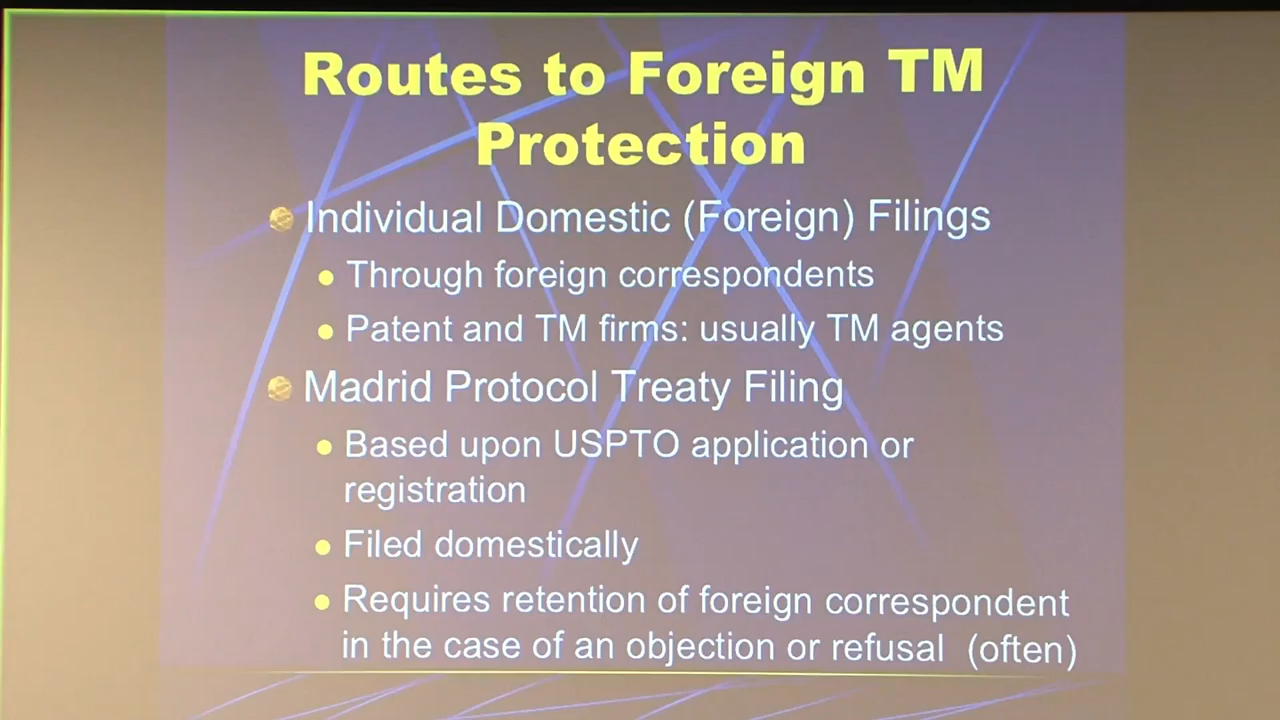 Routes to Foreign TM
Protection
Individual Domestic (Foreign) Filings
Through foreign correspondents
Patent and TM firms: usually TM agents
Madrid Protocol Treaty Filing
Based upon USPTO application or
registration
Filed domestically
Requires retention of foreign correspondent
in the case of an objection or refusal (often)